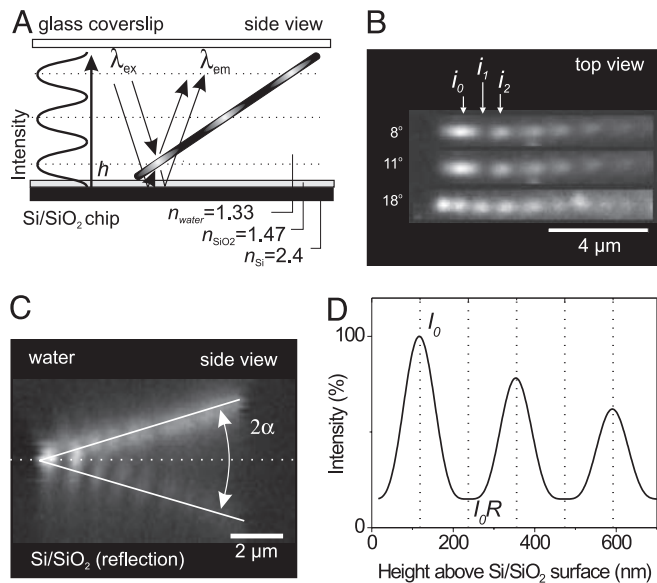 A
glass coverslip
side view
λex
λem
Intensity
h
Si/SiO₂ chip
nwater=1.33
nSiO2=1.47
nSi=2.4
B
top view
i₀
i₁
i₂
8°
11°
18°
4 μm
C
water
side view
2α
2 μm
Si/SiO₂ (reflection)
D
I₀
100
Intensity (%)
I₀R
0
0
200
400
600
Height above Si/SiO₂ surface (nm)